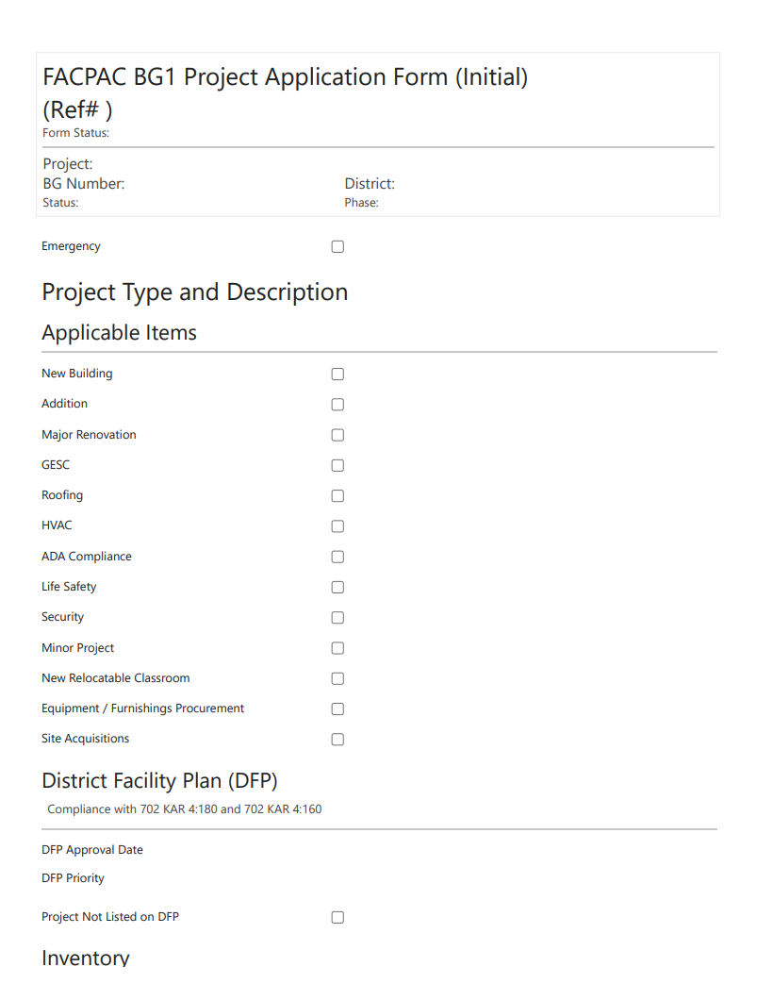 FACPAC BG1 Project Application Form (Initial)
(Ref# )
Form Status:
Project:
BG Number: District:
Status: Phase:
Emergency
Project Type and Description
Applicable Items
New Building
Addition
Major Renovation
GESC
Roofing
HVAC
ADA Compliance
Life Safety
Security
Minor Project
New Relocatable Classroom
Equipment / Furnishings Procurement
Site Acquisitions
District Facility Plan (DFP)
Compliance with 702 KAR 4:180 and 702 KAR 4:160
DFP Approval Date
DFP Priority
Project Not Listed on DFP
Inventory